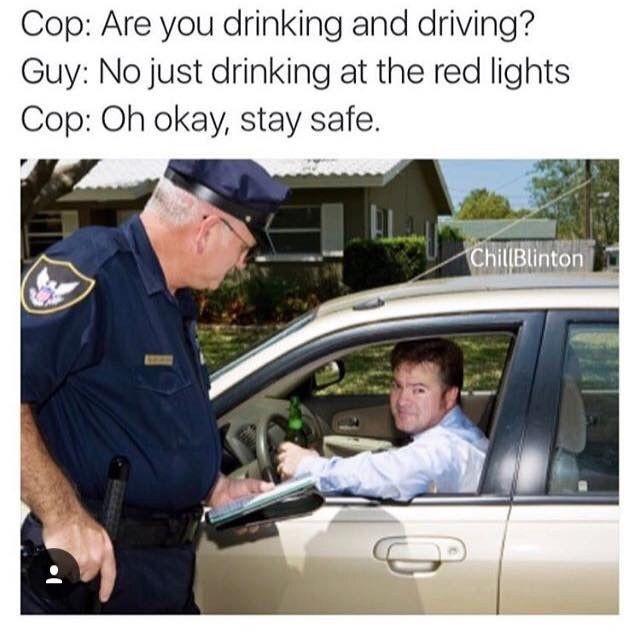 Cop: Are you drinking and driving?
Guy: No just drinking at the red lights
Cop: Oh okay, stay safe.
ChillBlinton